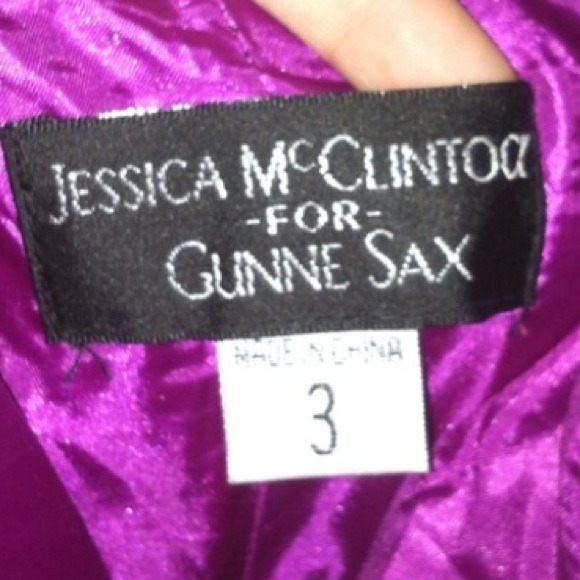 JESSICA McCLINTOCK
-FOR-
GUNNE SAX
MADE IN CHINA
3